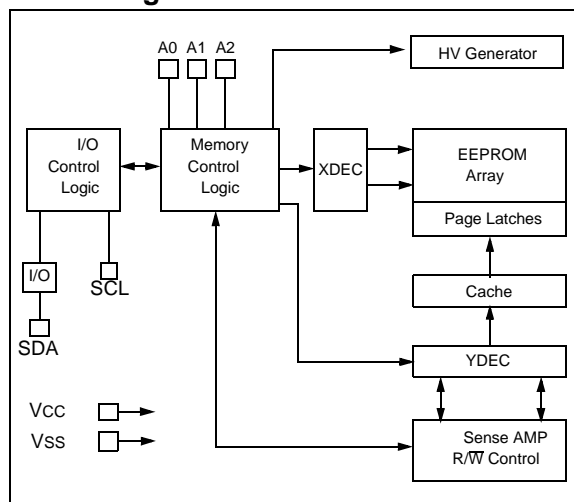 A0 A1 A2
HV Generator
I/O
Control
Logic
Memory
Control
Logic
XDEC
EEPROM
Array
Page Latches
I/O
SCL
SDA
Cache
YDEC
VCC
VSS
Sense AMP
R/W̅ Control